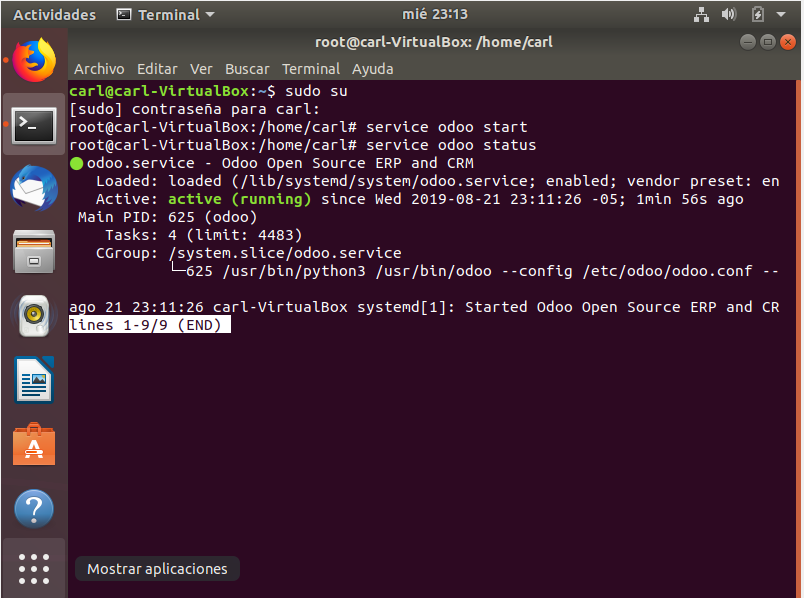 Actividades Terminal mié 23:13
root@carl-VirtualBox: /home/carl
Archivo Editar Ver Buscar Terminal Ayuda
carl@carl-VirtualBox:~$ sudo su
[sudo] contraseña para carl:
root@carl-VirtualBox:/home/carl# service odoo start
root@carl-VirtualBox:/home/carl# service odoo status
● odoo.service - Odoo Open Source ERP and CRM
Loaded: loaded (/lib/systemd/system/odoo.service; enabled; vendor preset: en
Active: active (running) since Wed 2019-08-21 23:11:26 -05; 1min 56s ago
Main PID: 625 (odoo)
Tasks: 4 (limit: 4483)
CGroup: /system.slice/odoo.service
└─625 /usr/bin/python3 /usr/bin/odoo --config /etc/odoo/odoo.conf --
ago 21 23:11:26 carl-VirtualBox systemd[1]: Started Odoo Open Source ERP and CR
lines 1-9/9 (END)
Mostrar aplicaciones